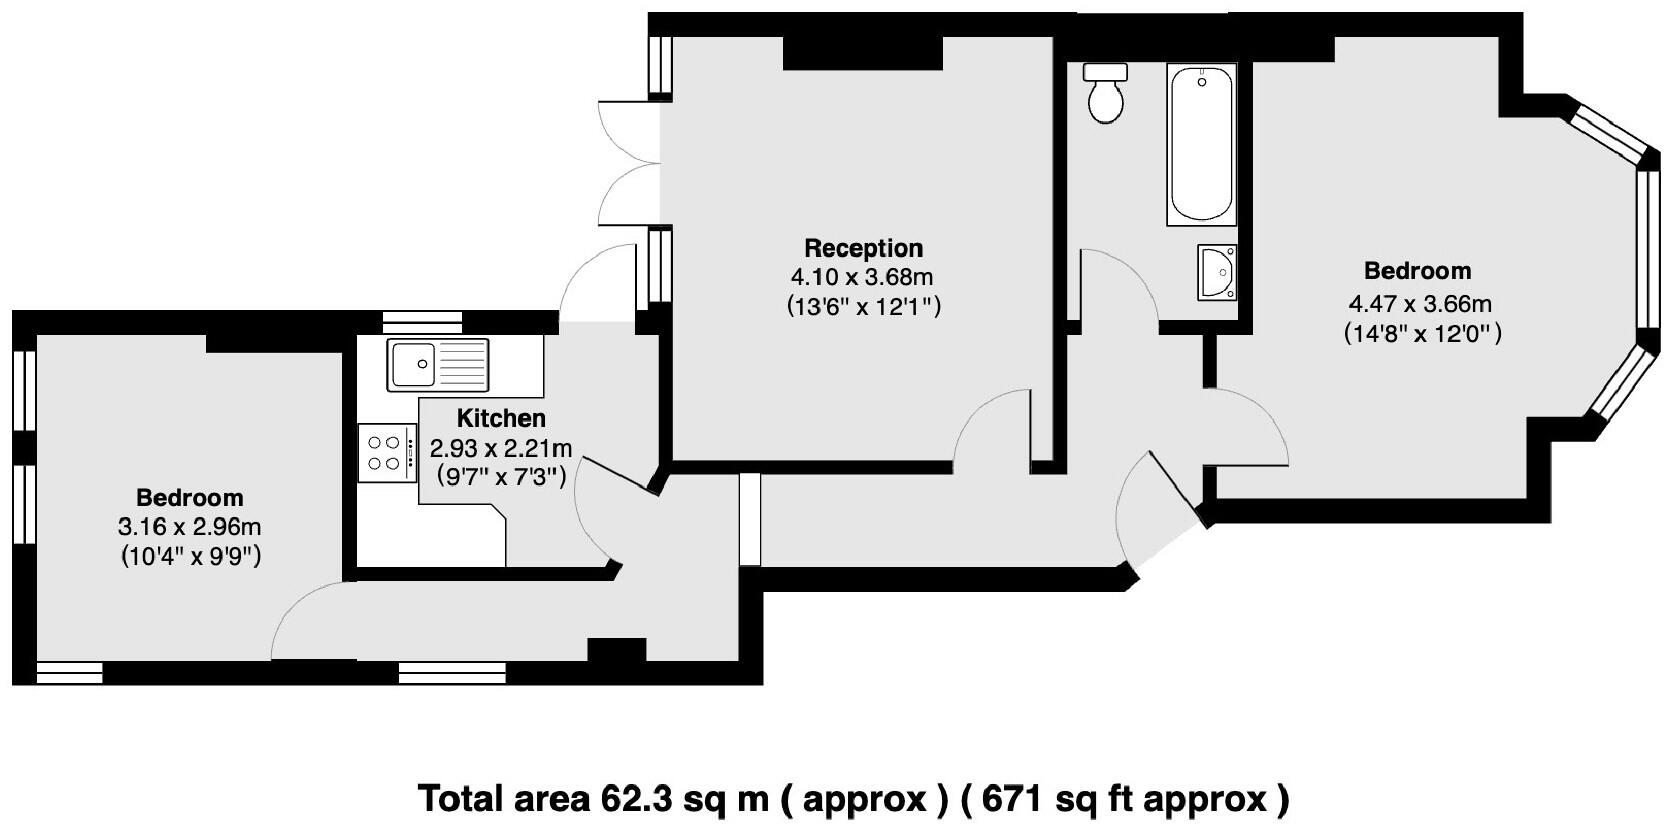 Reception
4.10 x 3.68m
(13'6" x 12'1")
Bedroom
4.47 x 3.66m
(14'8" x 12'0")
Kitchen
2.93 x 2.21m
(9'7" x 7'3")
Bedroom
3.16 x 2.96m
(10'4" x 9'9")
Total area 62.3 sq m ( approx ) ( 671 sq ft approx )